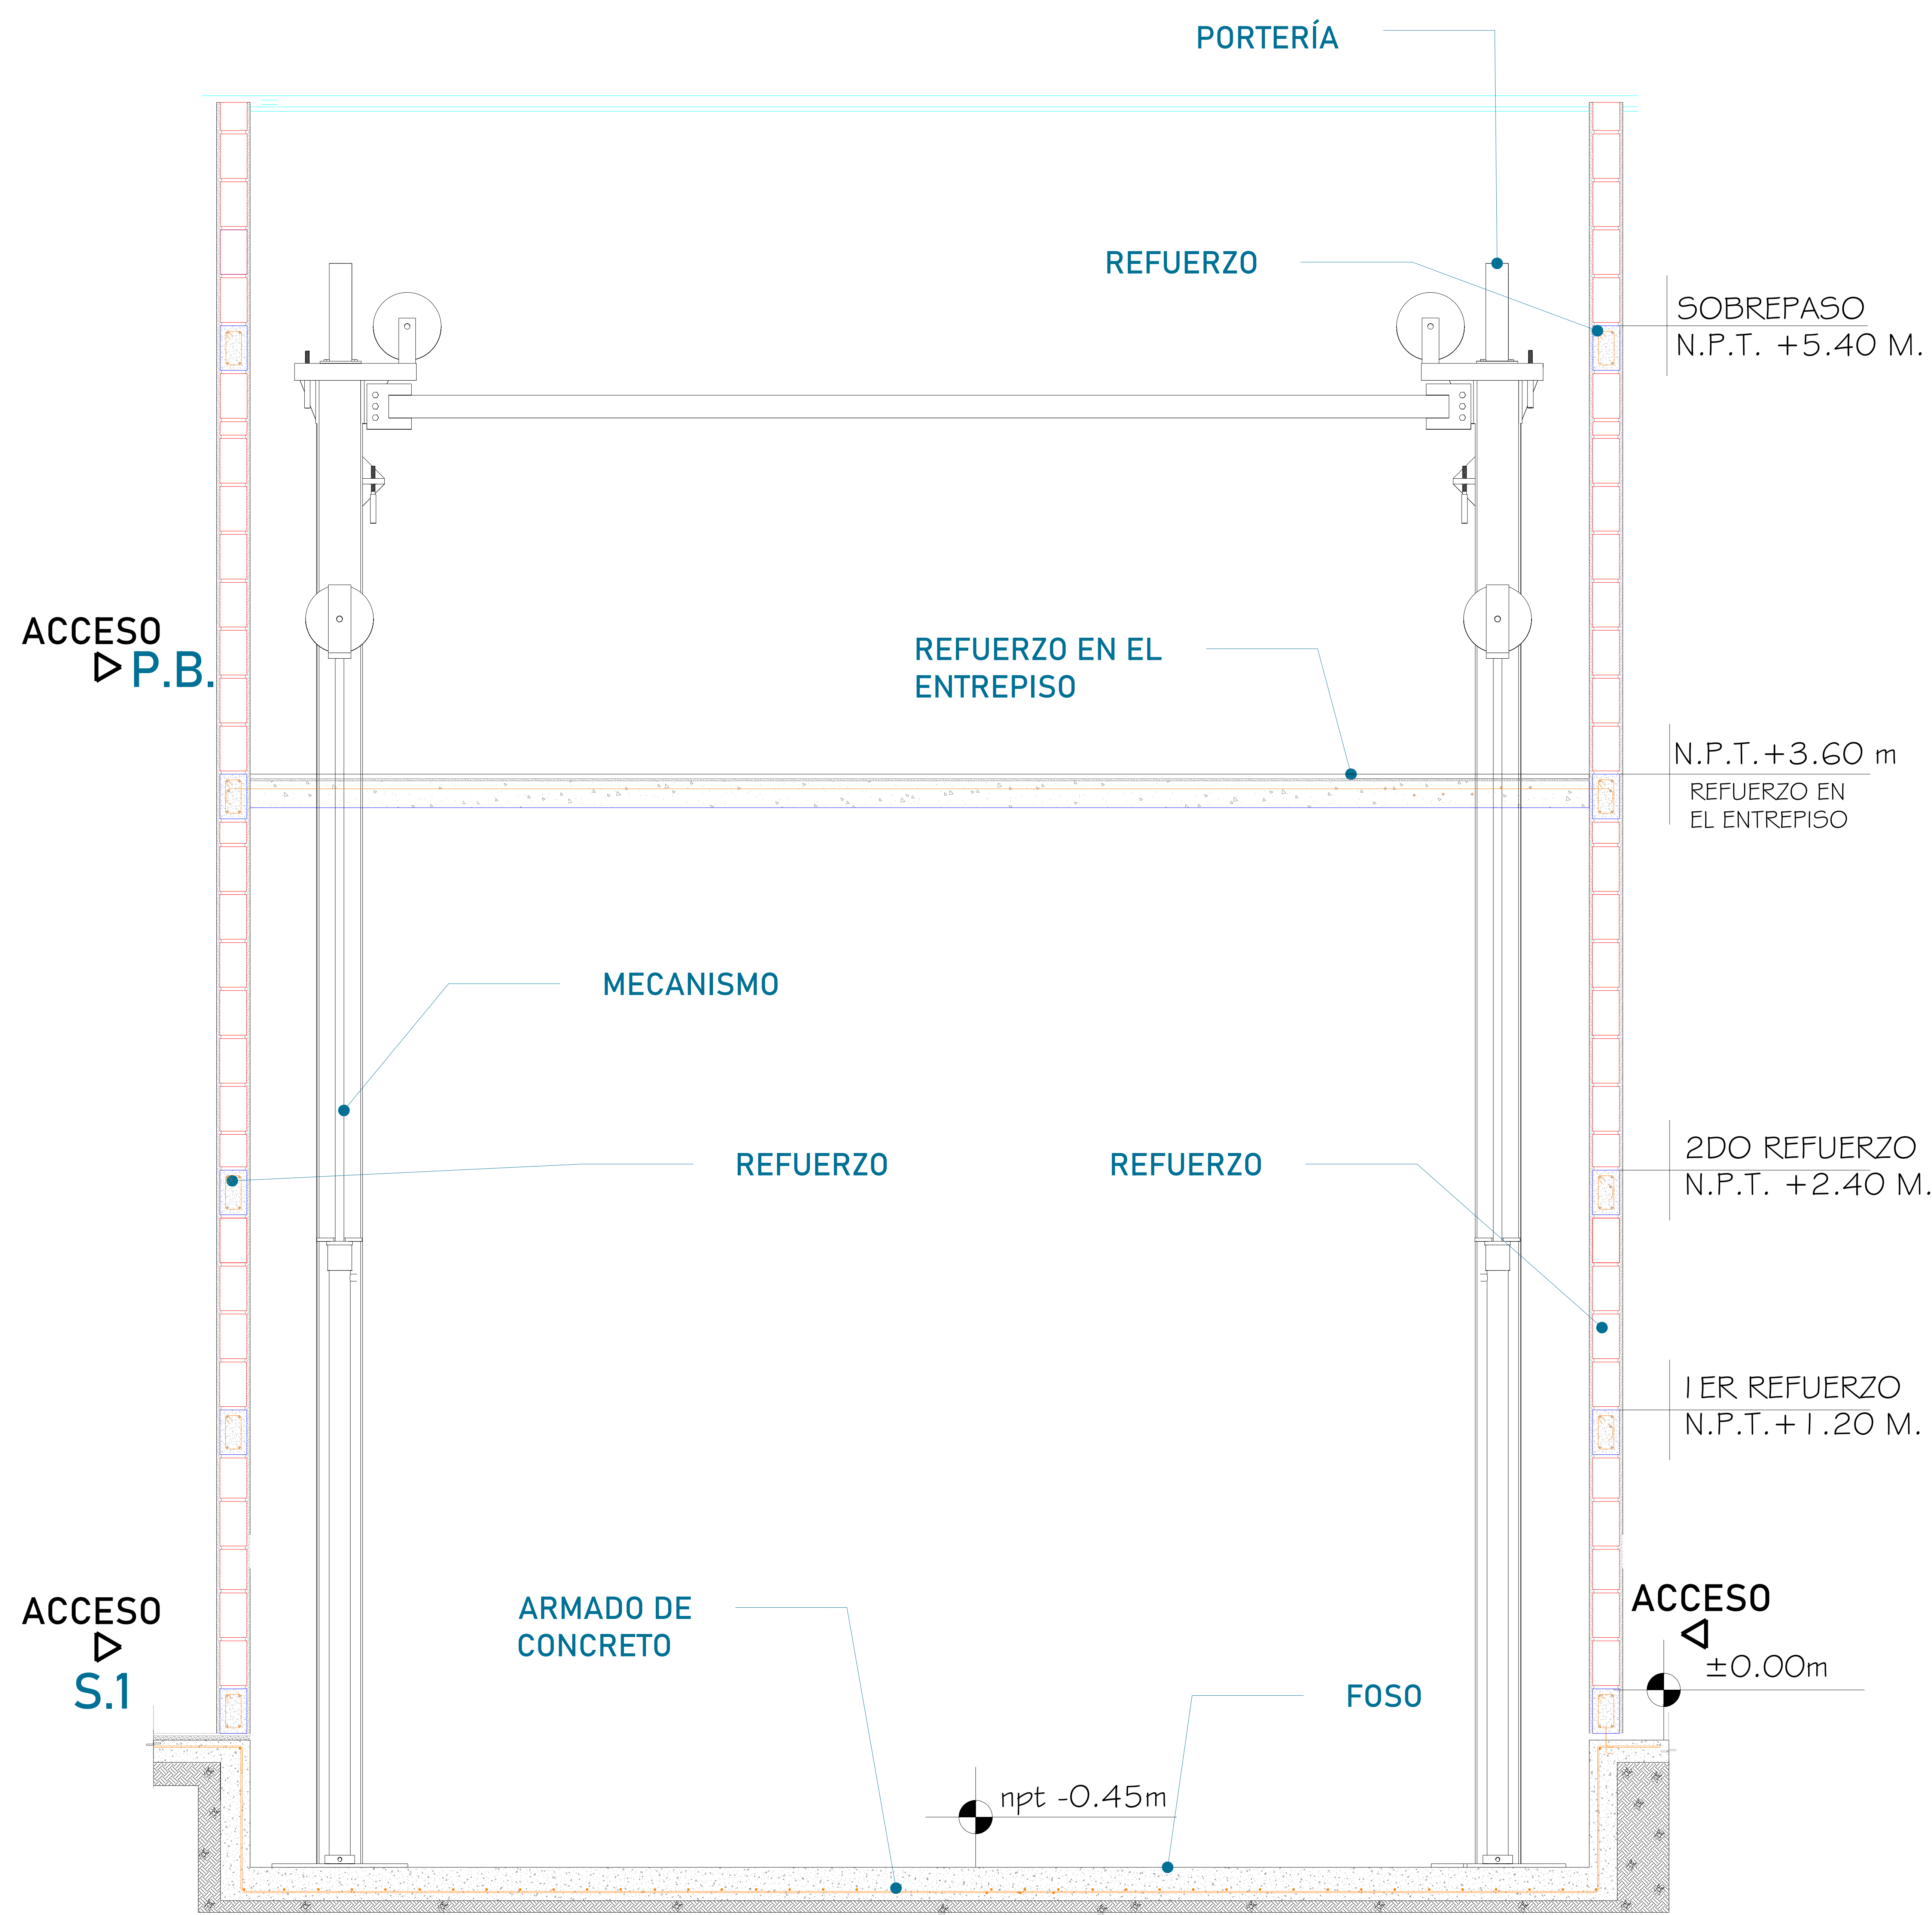 PORTERÍA
REFUERZO
SOBREPASO
N.P.T. +5.40 M.
ACCESO
P.B.
REFUERZO EN EL
ENTREPISO
N.P.T.+3.60 m
REFUERZO EN
EL ENTREPISO
MECANISMO
REFUERZO
REFUERZO
2DO REFUERZO
N.P.T. +2.40 M.
1ER REFUERZO
N.P.T.+1.20 M.
ACCESO
S.1
ARMADO DE
CONCRETO
ACCESO
±0.00m
FOSO
npt -0.45m